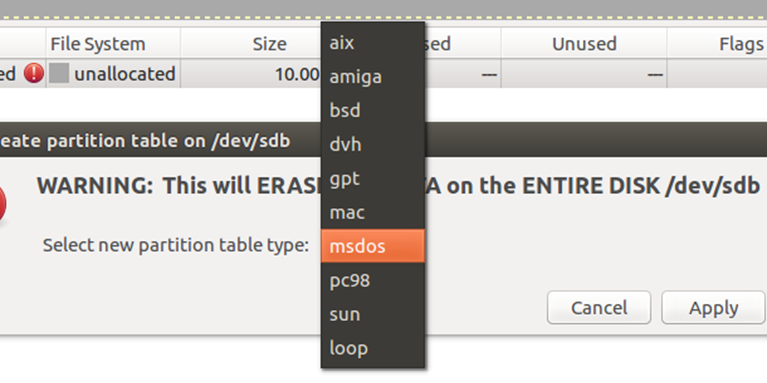 File System Size sed Unused Flags
ed unallocated 10.00 --- ---
eate partition table on /dev/sdb
WARNING: This will ERAS A on the ENTIRE DISK /dev/sdb
Select new partition table type:
aix
amiga
bsd
dvh
gpt
mac
msdos
pc98
sun
loop
Cancel Apply